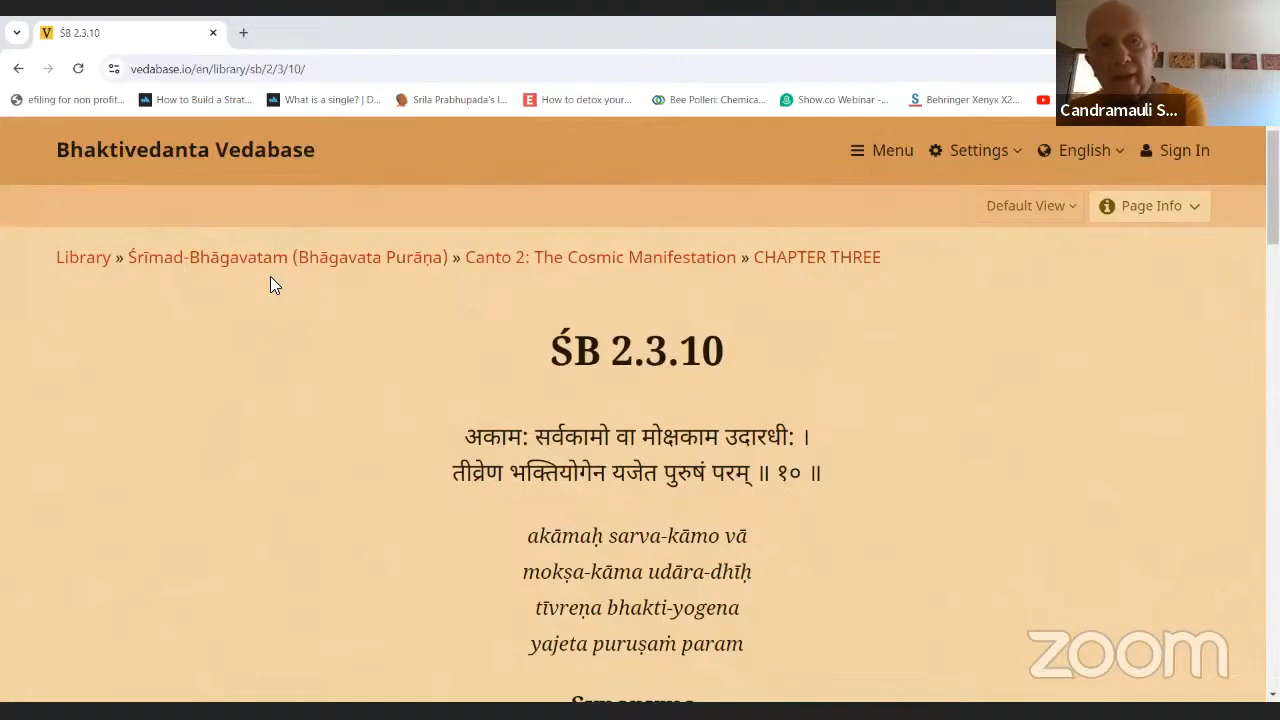 ŚB 2.3.10
vedabase.io/en/library/sb/2/3/10/
efiling for non profit...
How to Build a Strat...
What is a single? | D...
Srila Prabhupada's l...
How to detox your...
Bee Pollen: Chemica...
Show.co Webinar -...
Behringer Xenyx X2...
Candramauli S...
Bhaktivedanta Vedabase
Menu
Settings
English
Sign In
Default View
Page Info
Library » Śrīmad-Bhāgavatam (Bhāgavata Purāṇa) » Canto 2: The Cosmic Manifestation » CHAPTER THREE
ŚB 2.3.10
अकाम: सर्वकामो वा मोक्षकाम उदारधी: ।
तीव्रेण भक्तियोगेन यजेत पुरुषं परम् ॥ १० ॥
akāmaḥ sarva-kāmo vā
mokṣa-kāma udāra-dhīḥ
tīvreṇa bhakti-yogena
yajeta puruṣaṁ param
zoom